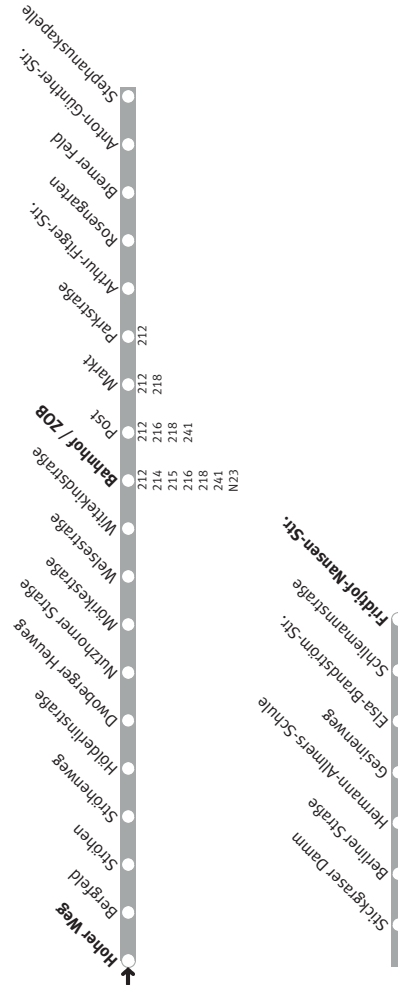 Hoher Weg
Bergfeld
Ströhen
Ströhenweg
Hölderlinstraße
Dwoberger Heuweg
Nutzhorner Straße
Mörikestraße
Welsestraße
Wittekindstraße
Bahnhof / ZOB
212
214
215
216
218
241
N23
Post
212
216
218
241
Markt
212
218
Parkstraße
212
Arthur-Fitger-Str.
Rosengarten
Bremer Feld
Anton-Günther-Str.
Stephanuskapelle
Stickgraser Damm
Berliner Straße
Hermann-Allmers-Schule
Gesinenweg
Elsa-Brandström-Str.
Schliemannstraße
Fridtjof-Nansen-Str.